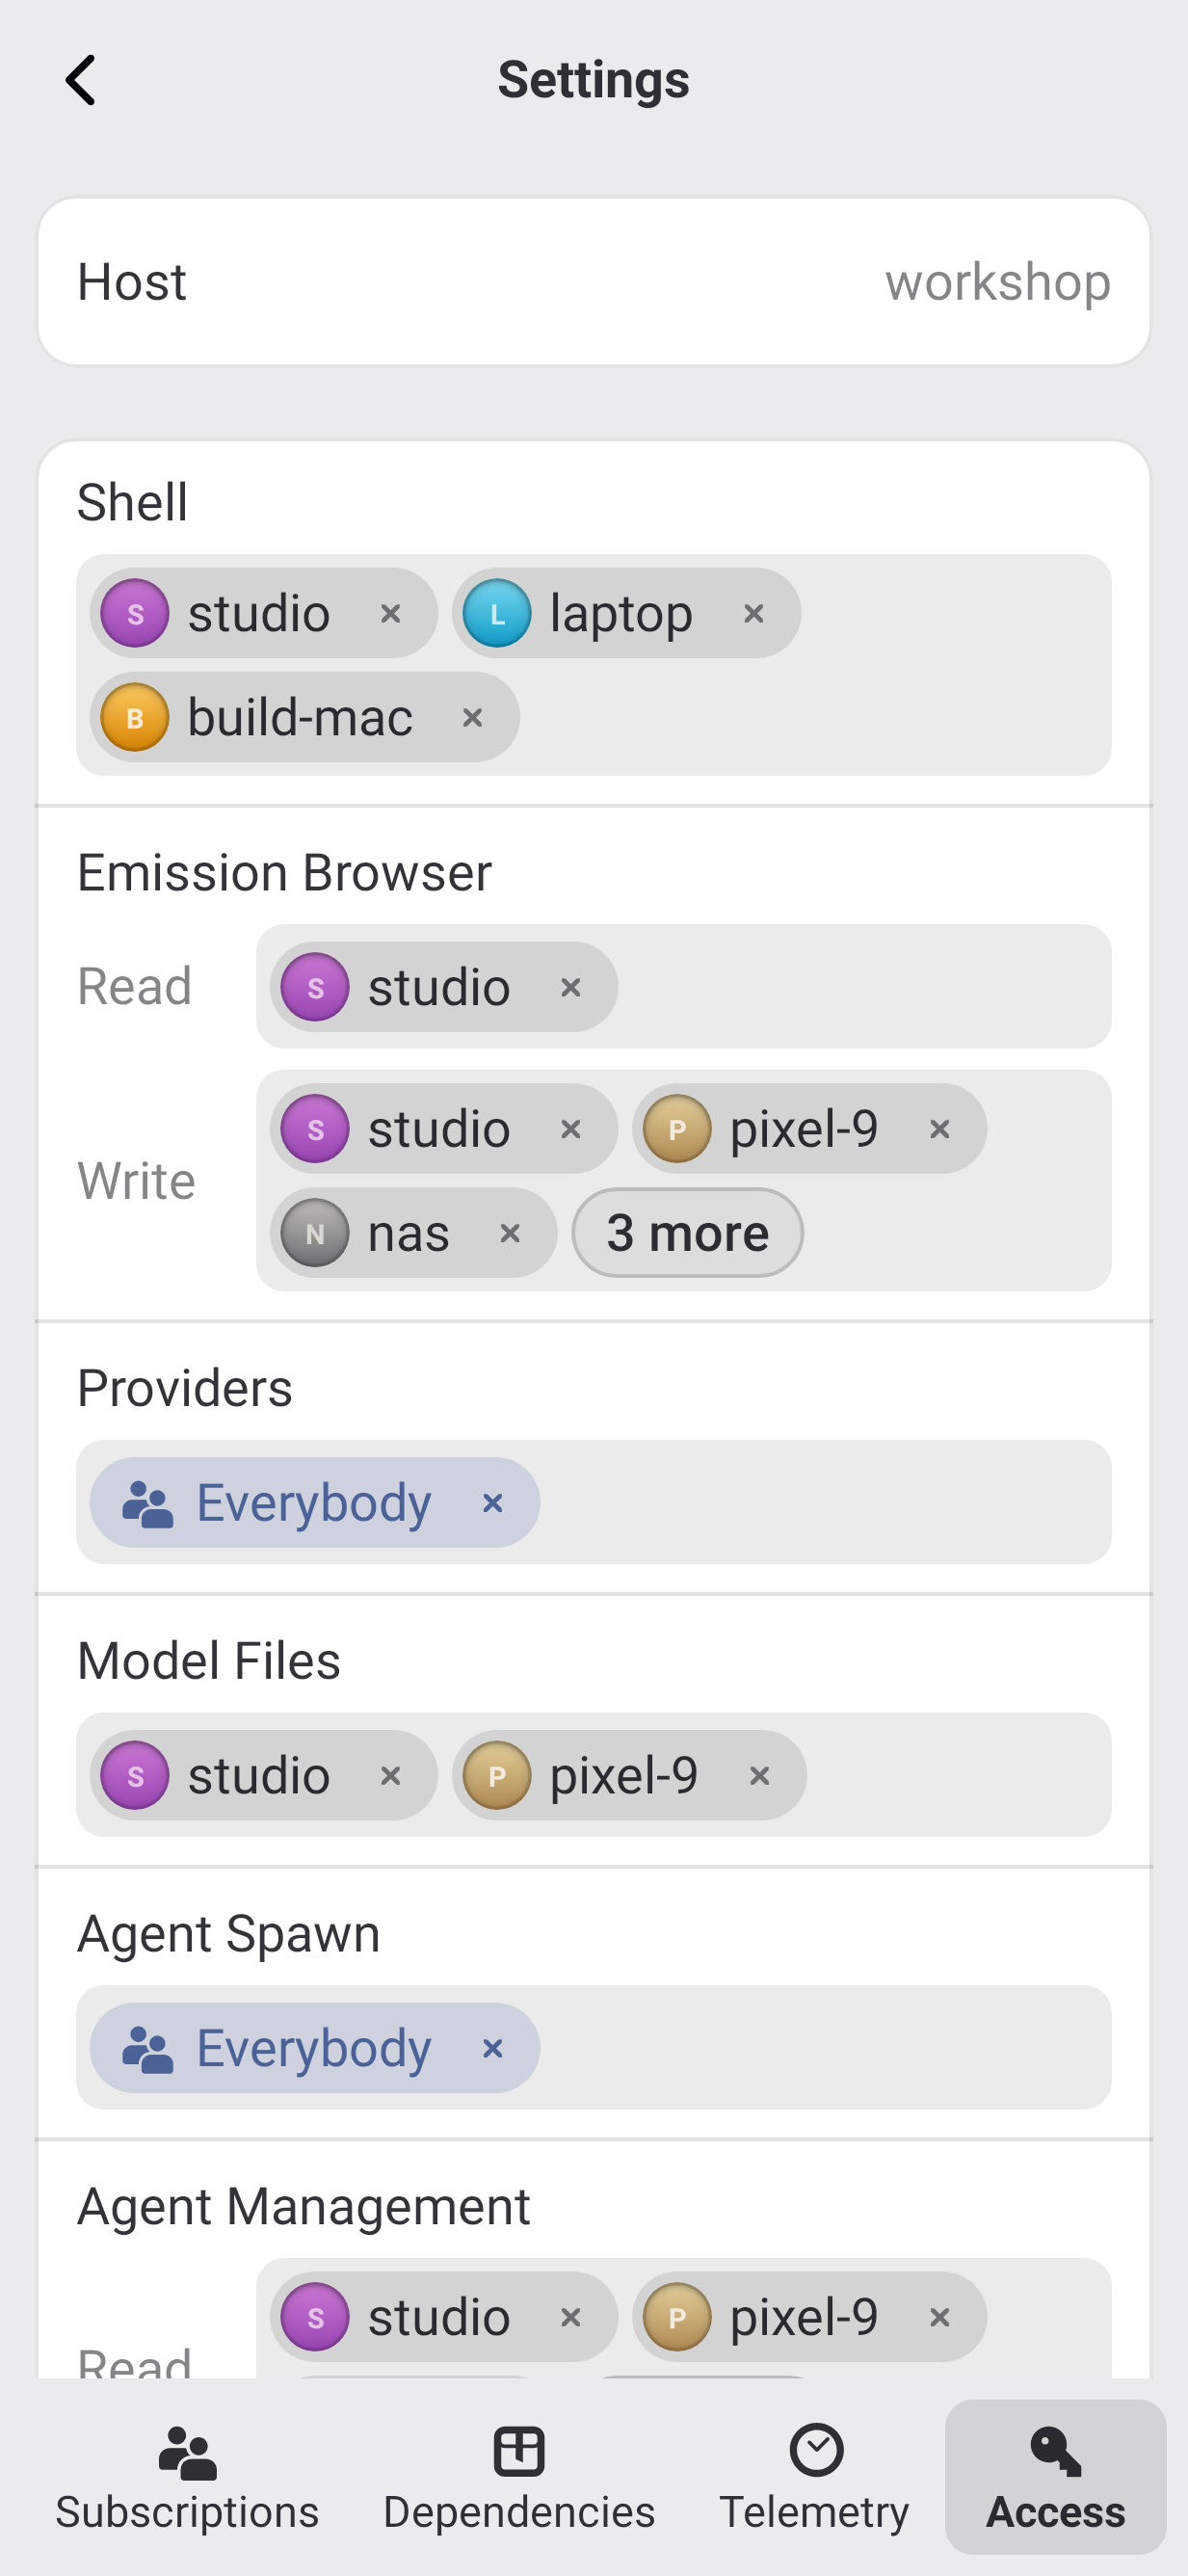 Settings
Host workshop
Shell
S studio × L laptop ×
B build-mac ×
Emission Browser
Read S studio ×
Write S studio × P pixel-9 ×
N nas × 3 more
Providers
Everybody ×
Model Files
S studio × P pixel-9 ×
Agent Spawn
Everybody ×
Agent Management
S studio × P pixel-9 ×
Read
Subscriptions Dependencies Telemetry Access